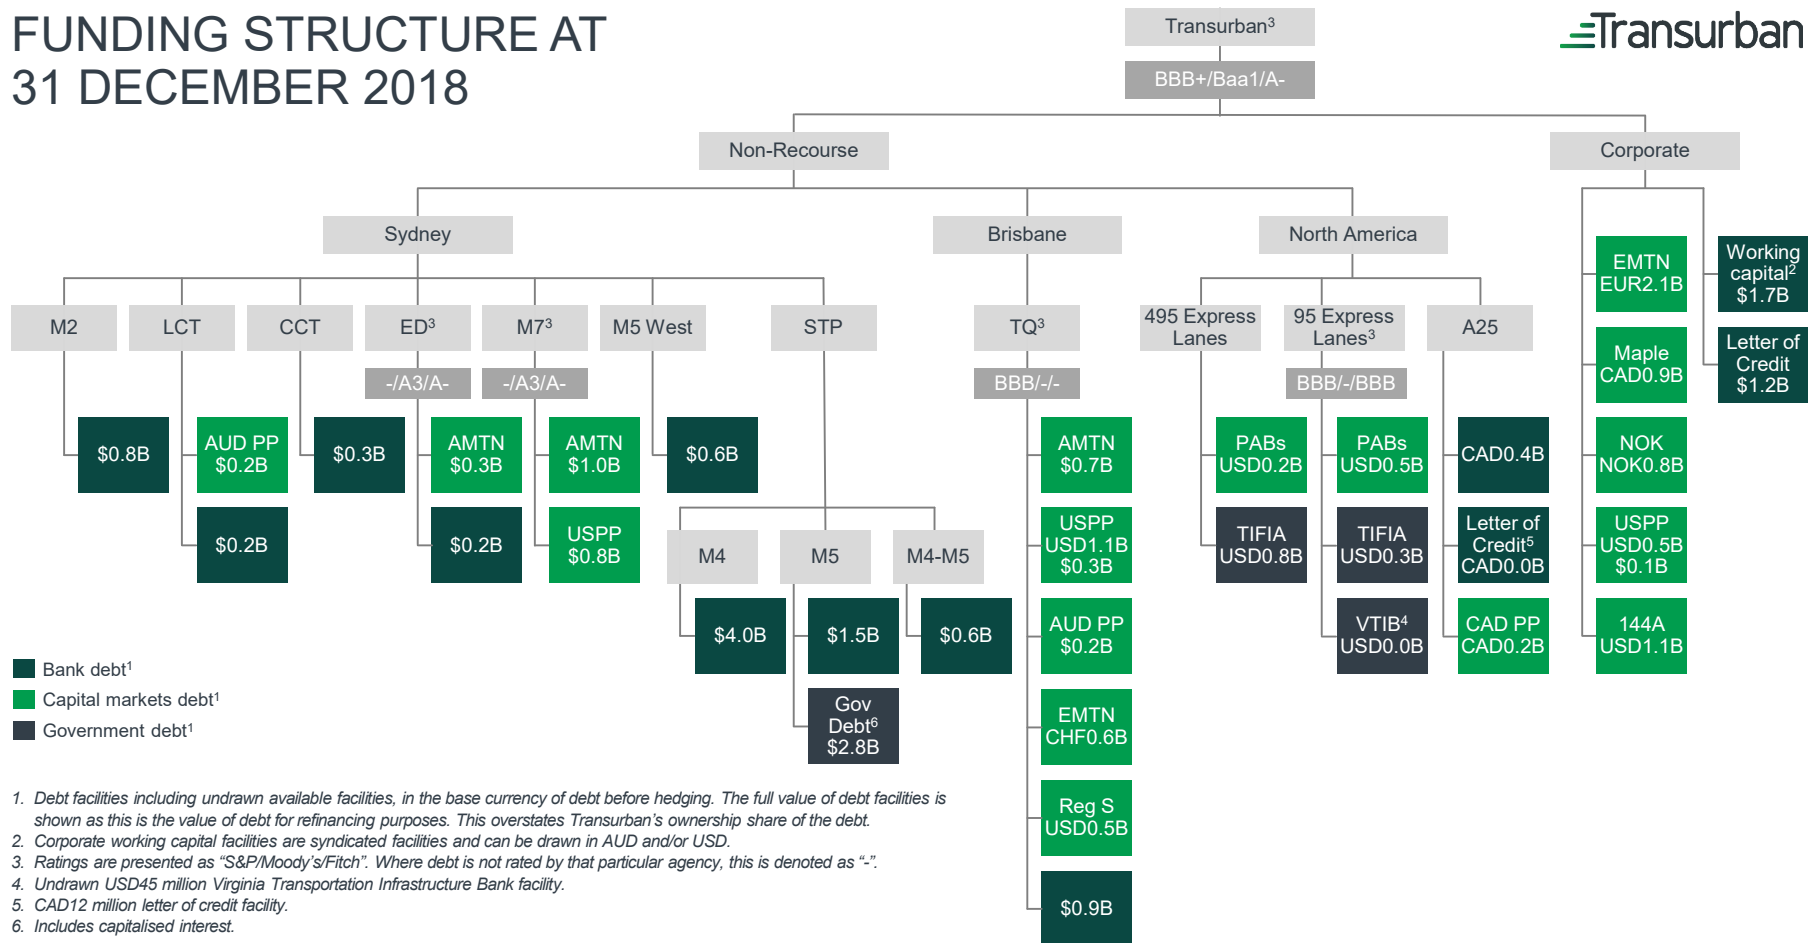 FUNDING STRUCTURE AT
31 DECEMBER 2018
Transurban³
Transurban
BBB+/Baa1/A-
Non-Recourse
Corporate
Sydney
Brisbane
North America
EMTN
EUR2.1B
Working
capital²
$1.7B
M2
LCT
CCT
ED³
M7³
M5 West
STP
TQ³
495 Express
Lanes
95 Express
Lanes³
A25
Maple
CAD0.9B
Letter of
Credit
$1.2B
-/A3/A-
-/A3/A-
BBB/-/-
BBB/-/BBB
$0.8B
AUD PP
$0.2B
$0.3B
AMTN
$0.3B
AMTN
$1.0B
$0.6B
AMTN
$0.7B
PABs
USD0.2B
PABs
USD0.5B
CAD0.4B
NOK
NOK0.8B
$0.2B
$0.2B
USPP
$0.8B
M4
M5
M4-M5
USPP
USD1.1B
$0.3B
TIFIA
USD0.8B
TIFIA
USD0.3B
Letter of
Credit⁵
CAD0.0B
USPP
USD0.5B
$0.1B
$4.0B
$1.5B
$0.6B
AUD PP
$0.2B
VTIB⁴
USD0.0B
CAD PP
CAD0.2B
144A
USD1.1B
Bank debt¹
Capital markets debt¹
Government debt¹
Gov
Debt⁶
$2.8B
EMTN
CHF0.6B
Reg S
USD0.5B
$0.9B
1. Debt facilities including undrawn available facilities, in the base currency of debt before hedging. The full value of debt facilities is
shown as this is the value of debt for refinancing purposes. This overstates Transurban's ownership share of the debt.
2. Corporate working capital facilities are syndicated facilities and can be drawn in AUD and/or USD.
3. Ratings are presented as “S&P/Moody's/Fitch”. Where debt is not rated by that particular agency, this is denoted as “-”.
4. Undrawn USD45 million Virginia Transportation Infrastructure Bank facility.
5. CAD12 million letter of credit facility.
6. Includes capitalised interest.